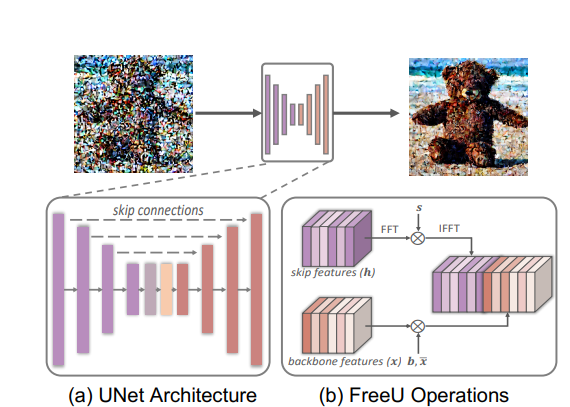 skip connections
s
FFT
IFFT
skip features (h)
backbone features (x)
b, x̄
(a) UNet Architecture
(b) FreeU Operations